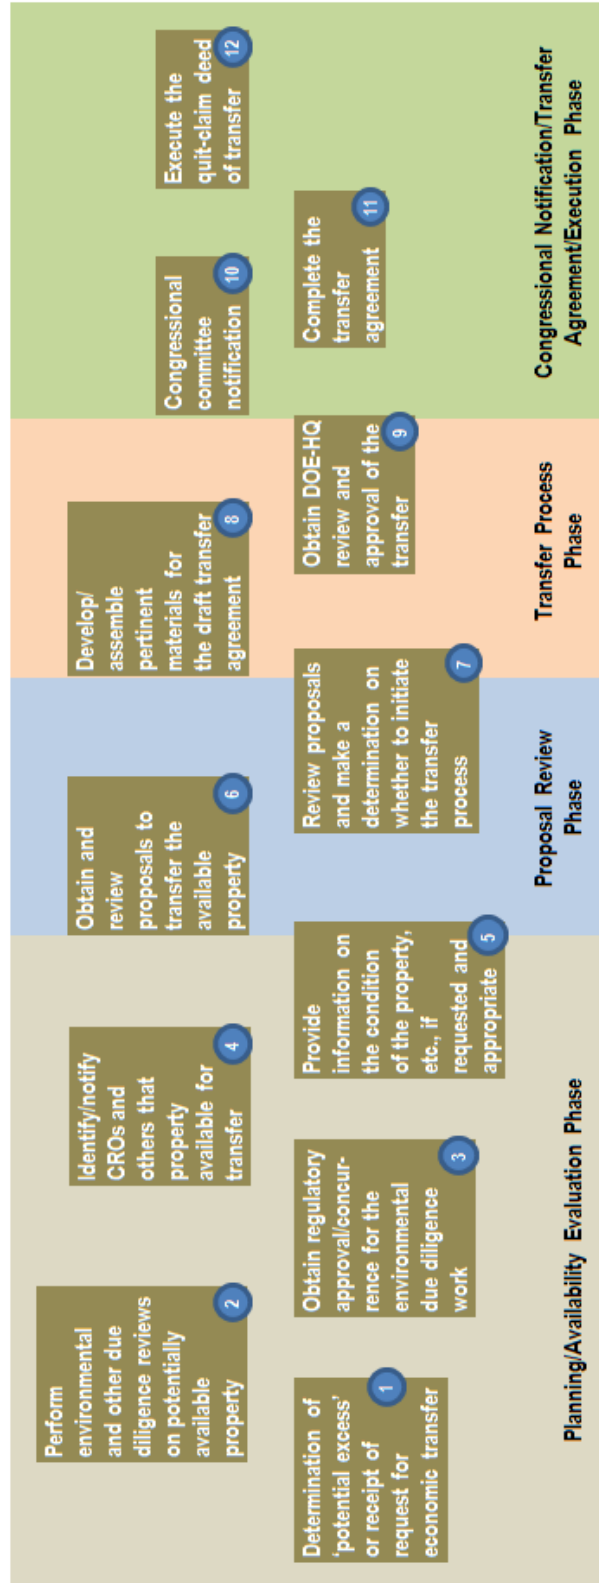 Determination of
'potential excess'
or receipt of
request for
economic transfer
1
Perform
environmental
and other due
diligence reviews
on potentially
available
property
2
Obtain regulatory
approval/concur-
rence for the
environmental
due diligence
work
3
Identify/notify
CROs and
others that
property
available for
transfer
4
Provide
information on
the condition
of the property,
etc., if
requested and
appropriate
5
Planning/Availability Evaluation Phase
Obtain and
review
proposals to
transfer the
available
property
6
Review proposals
and make a
determination on
whether to initiate
the transfer
process
7
Proposal Review
Phase
Develop/
assemble
pertinent
materials for
the draft transfer
agreement
8
Obtain DOE-HQ
review and
approval of the
transfer
9
Transfer Process
Phase
Congressional
committee
notification
10
Complete the
transfer
agreement
11
Execute the
quit-claim deed
of transfer
12
Congressional Notification/Transfer
Agreement/Execution Phase